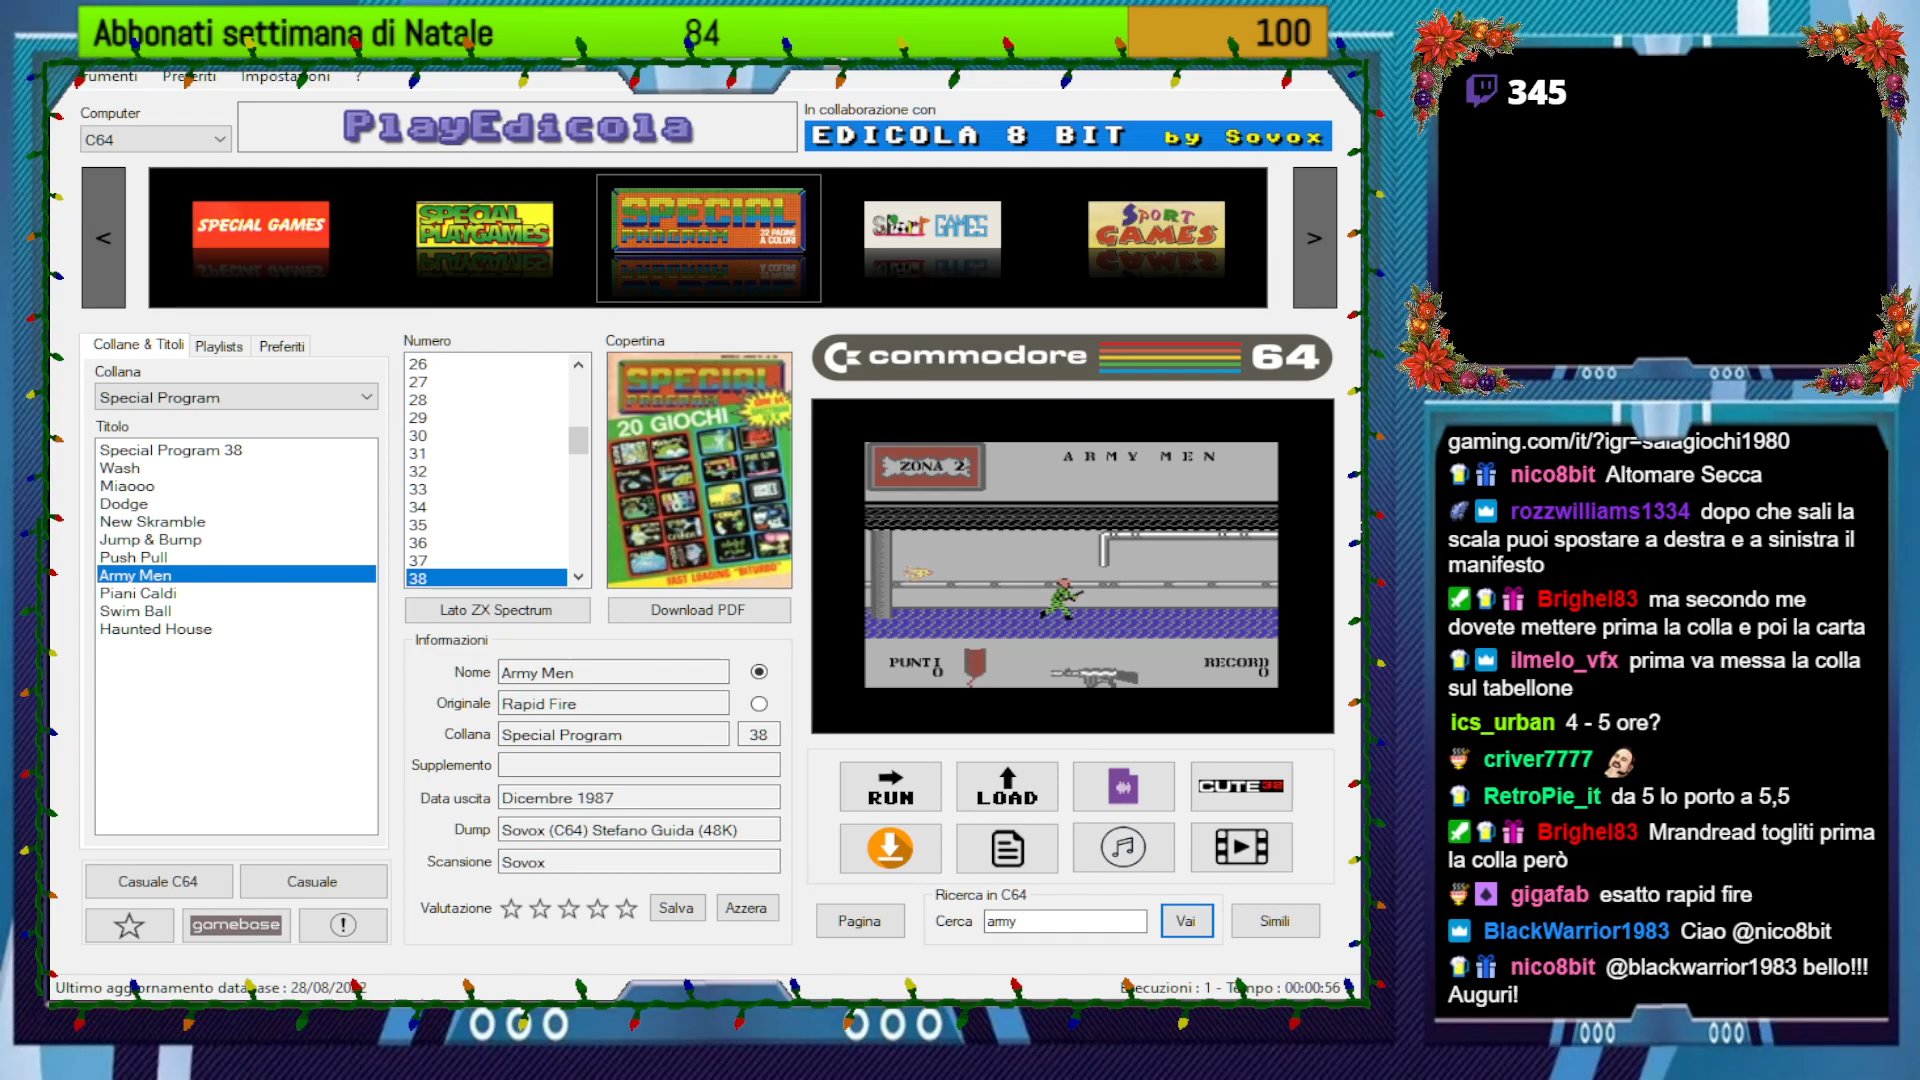 Abbonati settimana di Natale 84 100
Preferiti Impostazioni ?
Computer
C64
PlayEdicola
In collaborazione con
EDICOLA 8 BIT by Sovox
<
SPECIAL GAMES
SPECIAL PLAYGAMES
SPECIAL PROGRAM 32 PAGINE A COLORI
Sport GAMES
SPORT GAMES
>
Collane & Titoli Playlists Preferiti
Collana
Special Program
Titolo
Special Program 38
Wash
Miaooo
Dodge
New Skramble
Jump & Bump
Push Pull
Army Men
Piani Caldi
Swim Ball
Haunted House
Casuale C64 Casuale
gamebase
Numero
26
27
28
29
30
31
32
33
34
35
36
37
38
Lato ZX Spectrum
Copertina
SPECIAL PROGRAM
20 GIOCHI
FAST LOADING "BITURBO"
Download PDF
Informazioni
Nome Army Men
Originale Rapid Fire
Collana Special Program 38
Supplemento
Data uscita Dicembre 1987
Dump Sovox (C64) Stefano Guida (48K)
Scansione Sovox
Valutazione Salva Azzera
commodore 64
ZONA 2
ARMY MEN
PUNTI
0
RECORD
0
RUN LOAD
Pagina
Ricerca in C64
Cerca army Vai Simili
Ultimo aggiornamento database : 28/08/2022
Esecuzioni : 1 - Tempo : 00:00:56
345
gaming.com/it/?igr=salagiochi1980
nico8bit Altomare Secca
rozzwilliams1334 dopo che sali la
scala puoi spostare a destra e a sinistra il
manifesto
Brighel83 ma secondo me
dovete mettere prima la colla e poi la carta
ilmelo_vfx prima va messa la colla
sul tabellone
ics_urban 4 - 5 ore?
criver7777
RetroPie_it da 5 lo porto a 5,5
Brighel83 Mrandread togliti prima
la colla però
gigafab esatto rapid fire
BlackWarrior1983 Ciao @nico8bit
nico8bit @blackwarrior1983 bello!!!
Auguri!